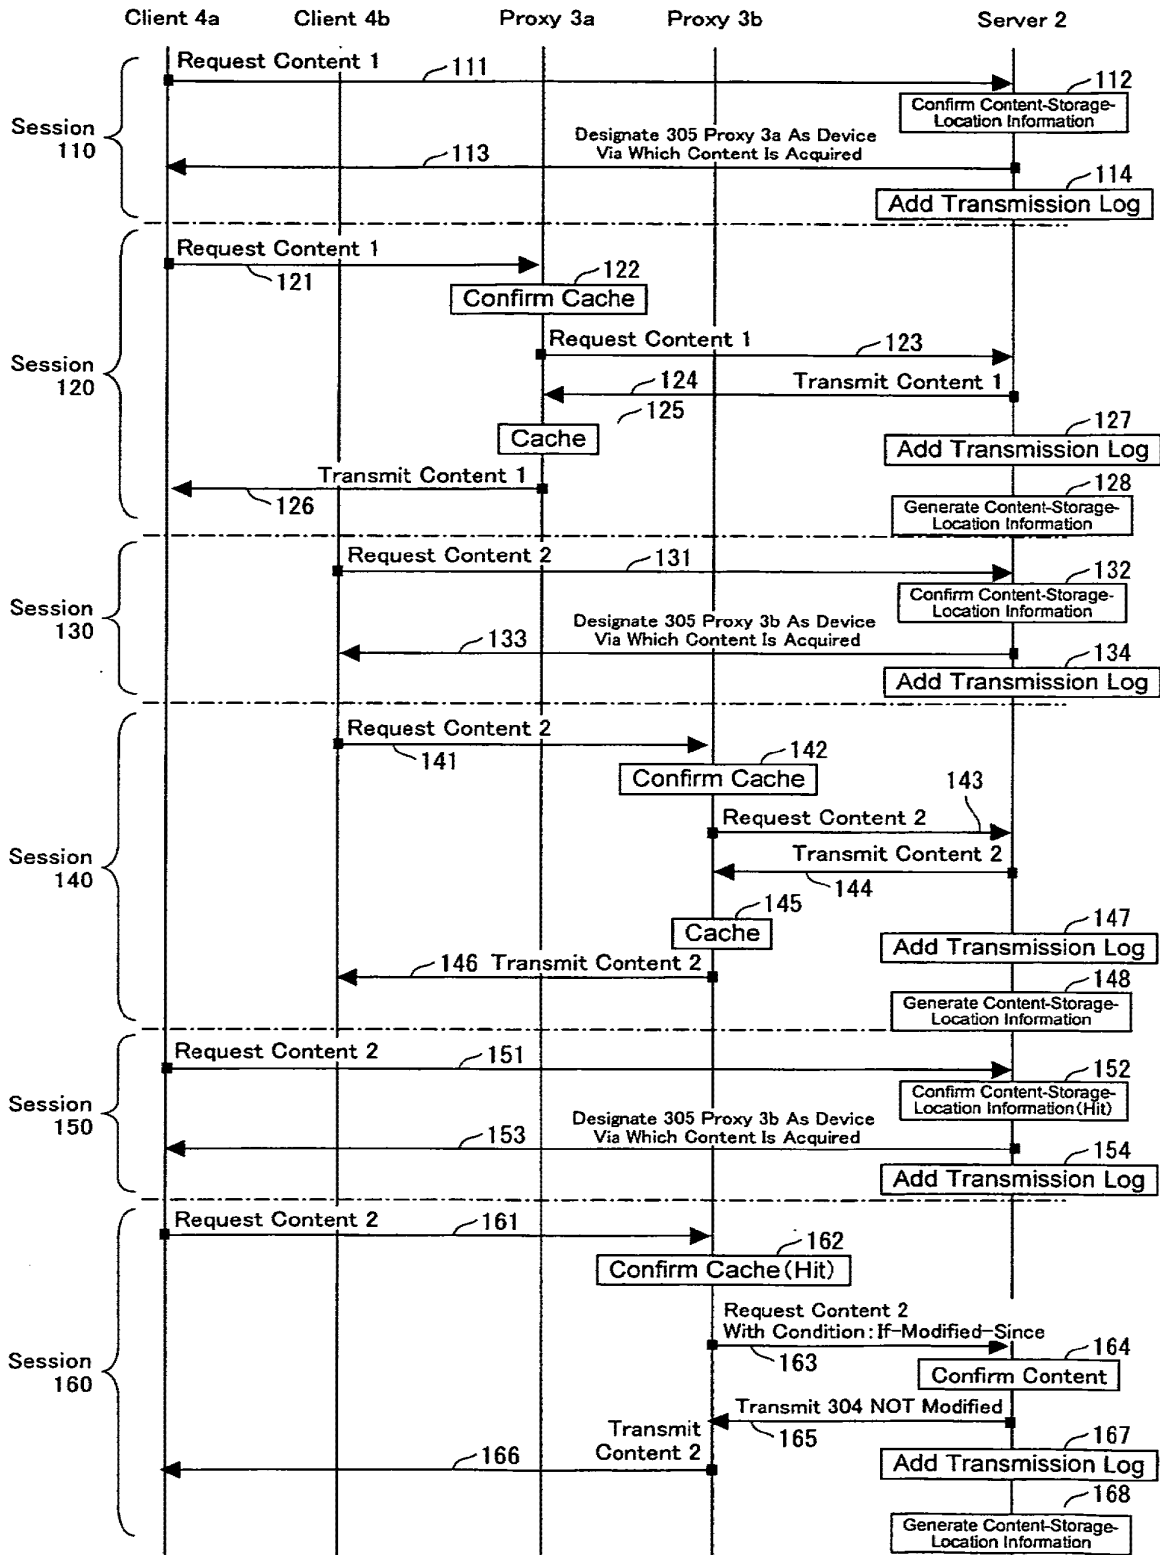 Client 4a Client 4b Proxy 3a Proxy 3b Server 2
Request Content 1
111
112
Confirm Content-Storage-
Location Information
Session
110
Designate 305 Proxy 3a As Device
Via Which Content Is Acquired
113
114
Add Transmission Log
Request Content 1
121
122
Confirm Cache
Request Content 1
123
Session
120
124
Transmit Content 1
125
Cache
127
Add Transmission Log
Transmit Content 1
126
128
Generate Content-Storage-
Location Information
Request Content 2
131
132
Confirm Content-Storage-
Location Information
Session
130
Designate 305 Proxy 3b As Device
Via Which Content Is Acquired
133
134
Add Transmission Log
Request Content 2
141
142
Confirm Cache
143
Request Content 2
Session
140
Transmit Content 2
144
145
Cache
147
Add Transmission Log
146
Transmit Content 2
148
Generate Content-Storage-
Location Information
Request Content 2
151
152
Confirm Content-Storage-
Location Information(Hit)
Session
150
Designate 305 Proxy 3b As Device
Via Which Content Is Acquired
153
154
Add Transmission Log
Request Content 2
161
162
Confirm Cache(Hit)
Request Content 2
With Condition:If-Modified-Since
163
164
Confirm Content
Session
160
Transmit 304 NOT Modified
165
Transmit
Content 2
166
167
Add Transmission Log
168
Generate Content-Storage-
Location Information